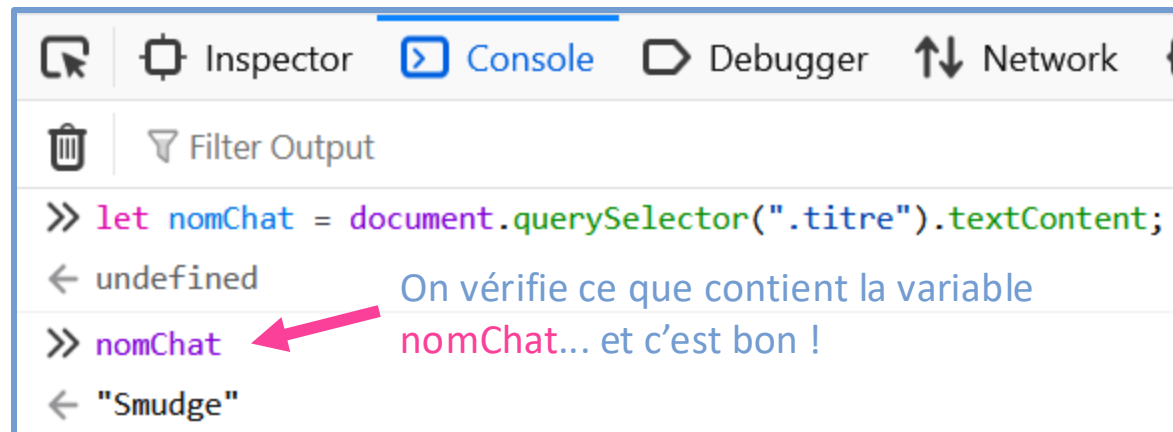 Inspector Console Debugger Network
Filter Output
>> let nomChat = document.querySelector(".titre").textContent;
← undefined
On vérifie ce que contient la variable
>> nomChat
nomChat... et c’est bon !
← "Smudge"